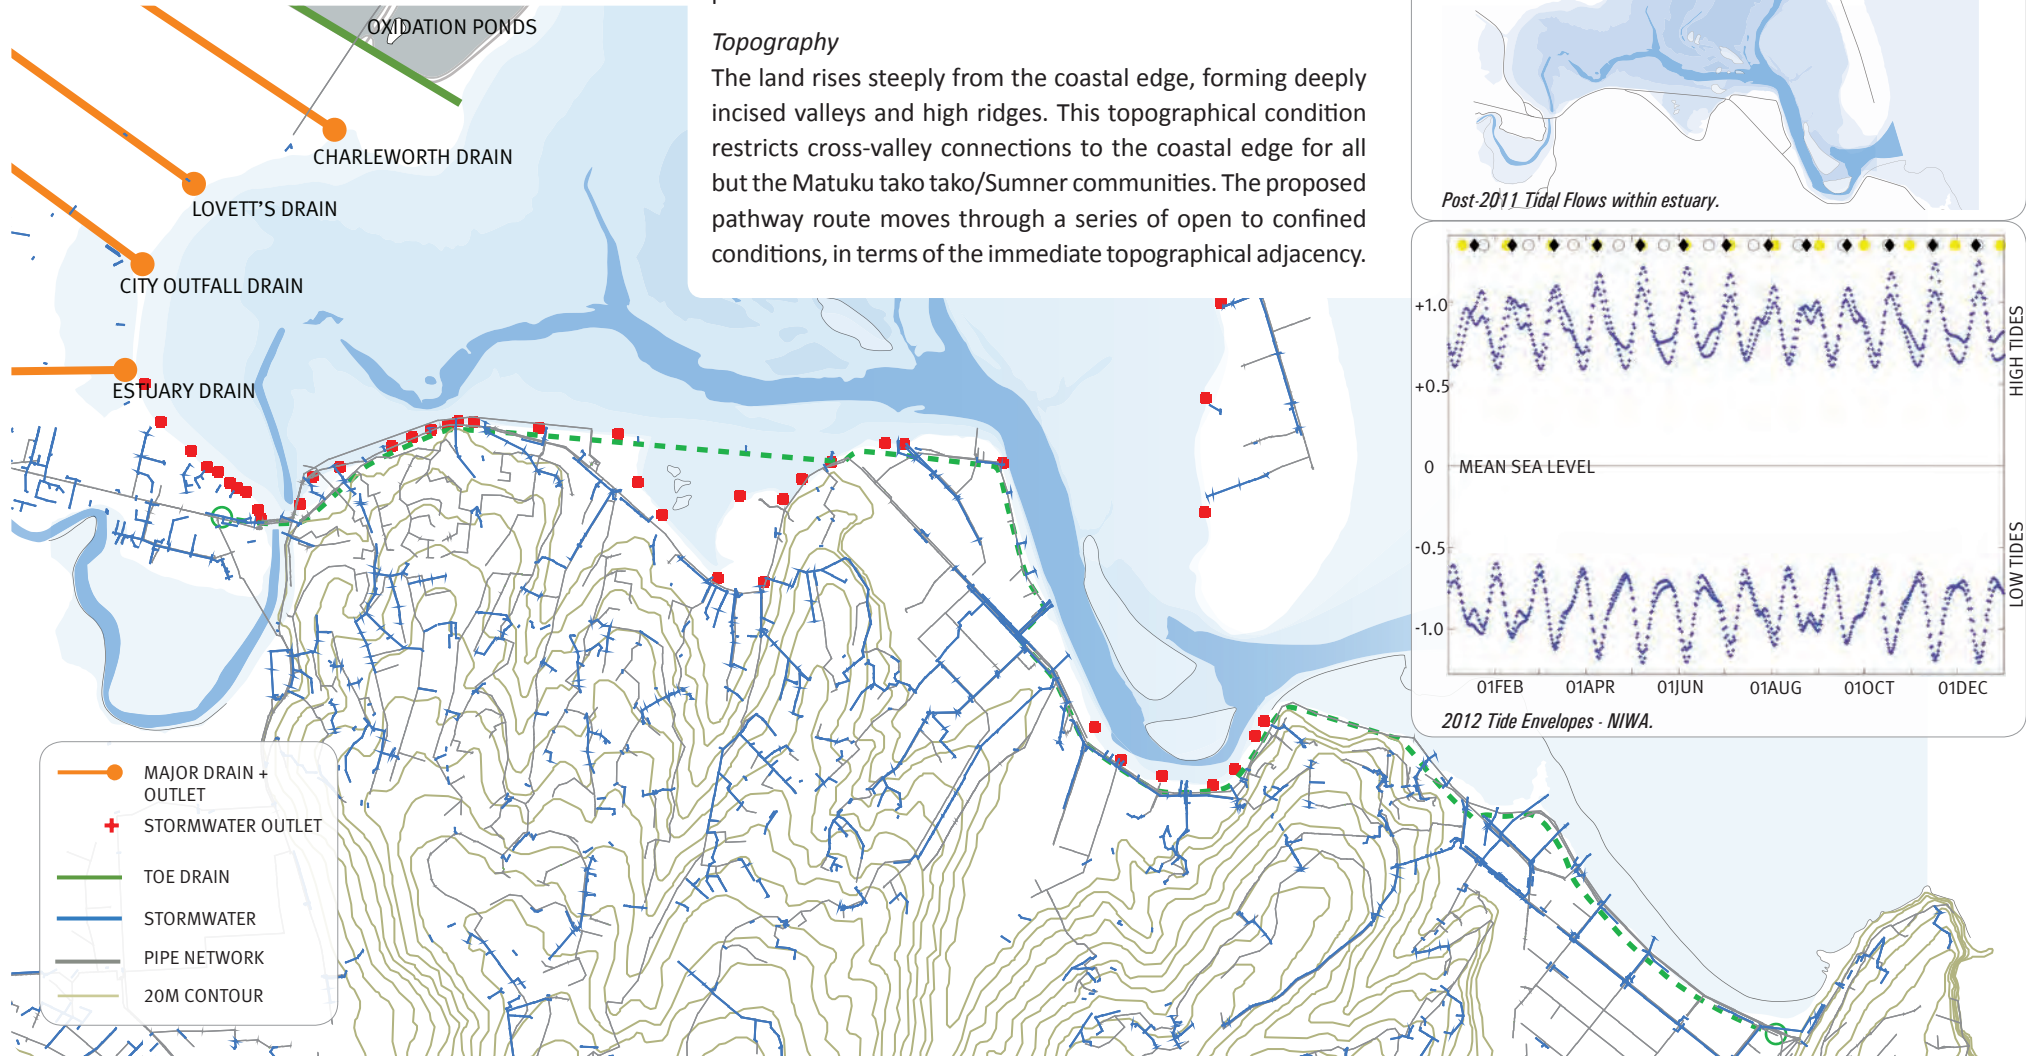 OXIDATION PONDS
CHARLEWORTH DRAIN
LOVETT'S DRAIN
CITY OUTFALL DRAIN
ESTUARY DRAIN
Topography
The land rises steeply from the coastal edge, forming deeply
incised valleys and high ridges. This topographical condition
restricts cross-valley connections to the coastal edge for all
but the Matuku tako tako/Sumner communities. The proposed
pathway route moves through a series of open to confined
conditions, in terms of the immediate topographical adjacency.
Post-2011 Tidal Flows within estuary.
+1.0
+0.5
0 MEAN SEA LEVEL
-0.5
-1.0
HIGH TIDES
LOW TIDES
01FEB 01APR 01JUN 01AUG 01OCT 01DEC
2012 Tide Envelopes - NIWA.
MAJOR DRAIN +
OUTLET
STORMWATER OUTLET
TOE DRAIN
STORMWATER
PIPE NETWORK
20M CONTOUR